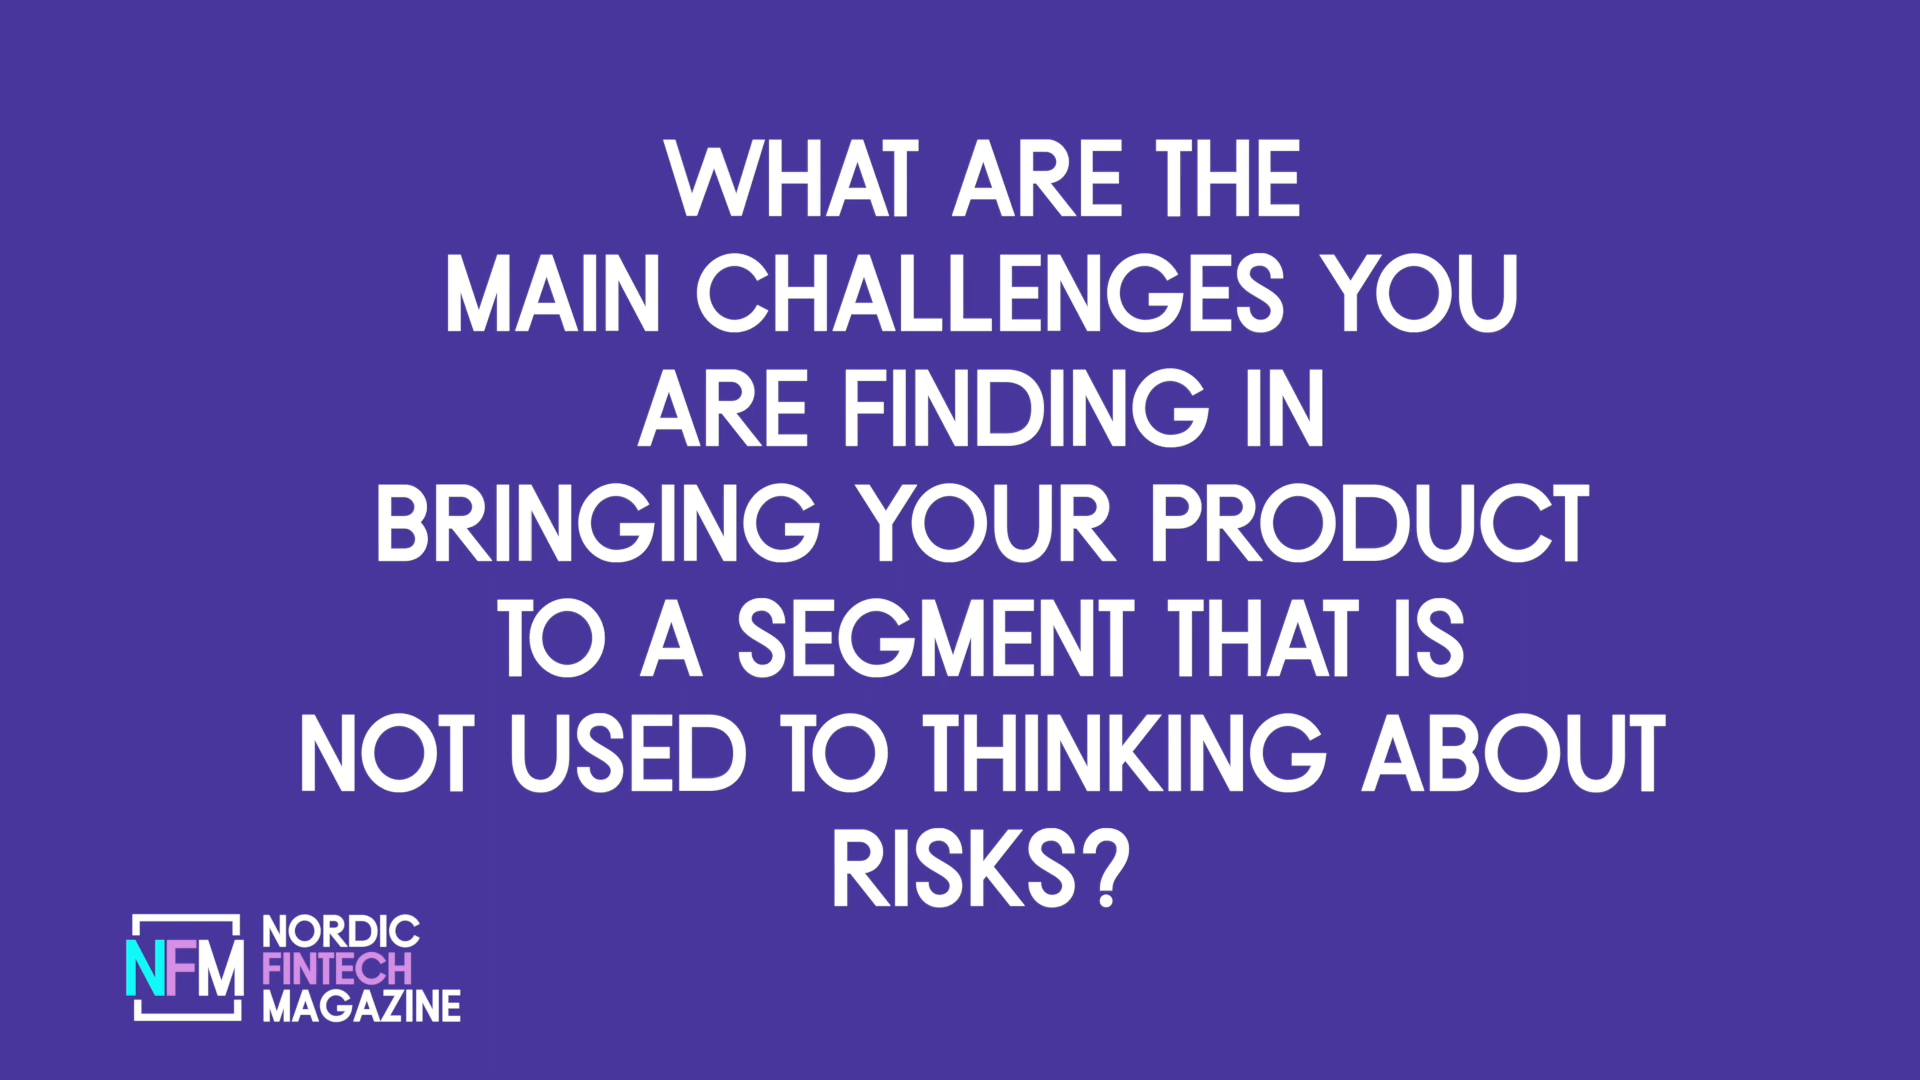 WHAT ARE THE
MAIN CHALLENGES YOU
ARE FINDING IN
BRINGING YOUR PRODUCT
TO A SEGMENT THAT IS
NOT USED TO THINKING ABOUT
RISKS?
NFM
NORDIC
FINTECH
MAGAZINE